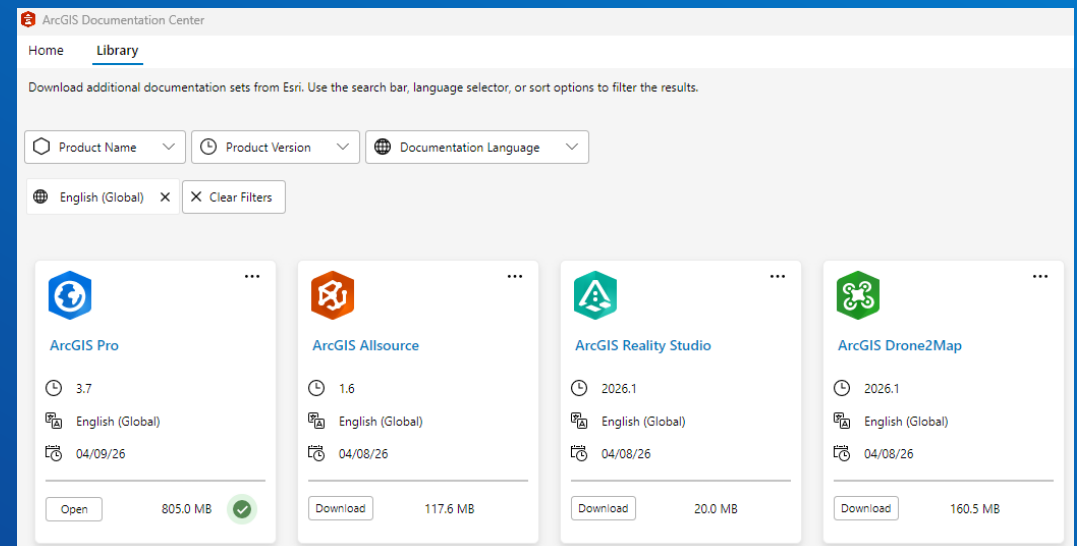 ArcGIS Documentation Center
Home Library
Download additional documentation sets from Esri. Use the search bar, language selector, or sort options to filter the results.
Product Name Product Version Documentation Language
English (Global) Clear Filters
ArcGIS Pro
3.7
English (Global)
04/09/26
Open 805.0 MB
ArcGIS Allsource
1.6
English (Global)
04/08/26
Download 117.6 MB
ArcGIS Reality Studio
2026.1
English (Global)
04/08/26
Download 20.0 MB
ArcGIS Drone2Map
2026.1
English (Global)
04/08/26
Download 160.5 MB